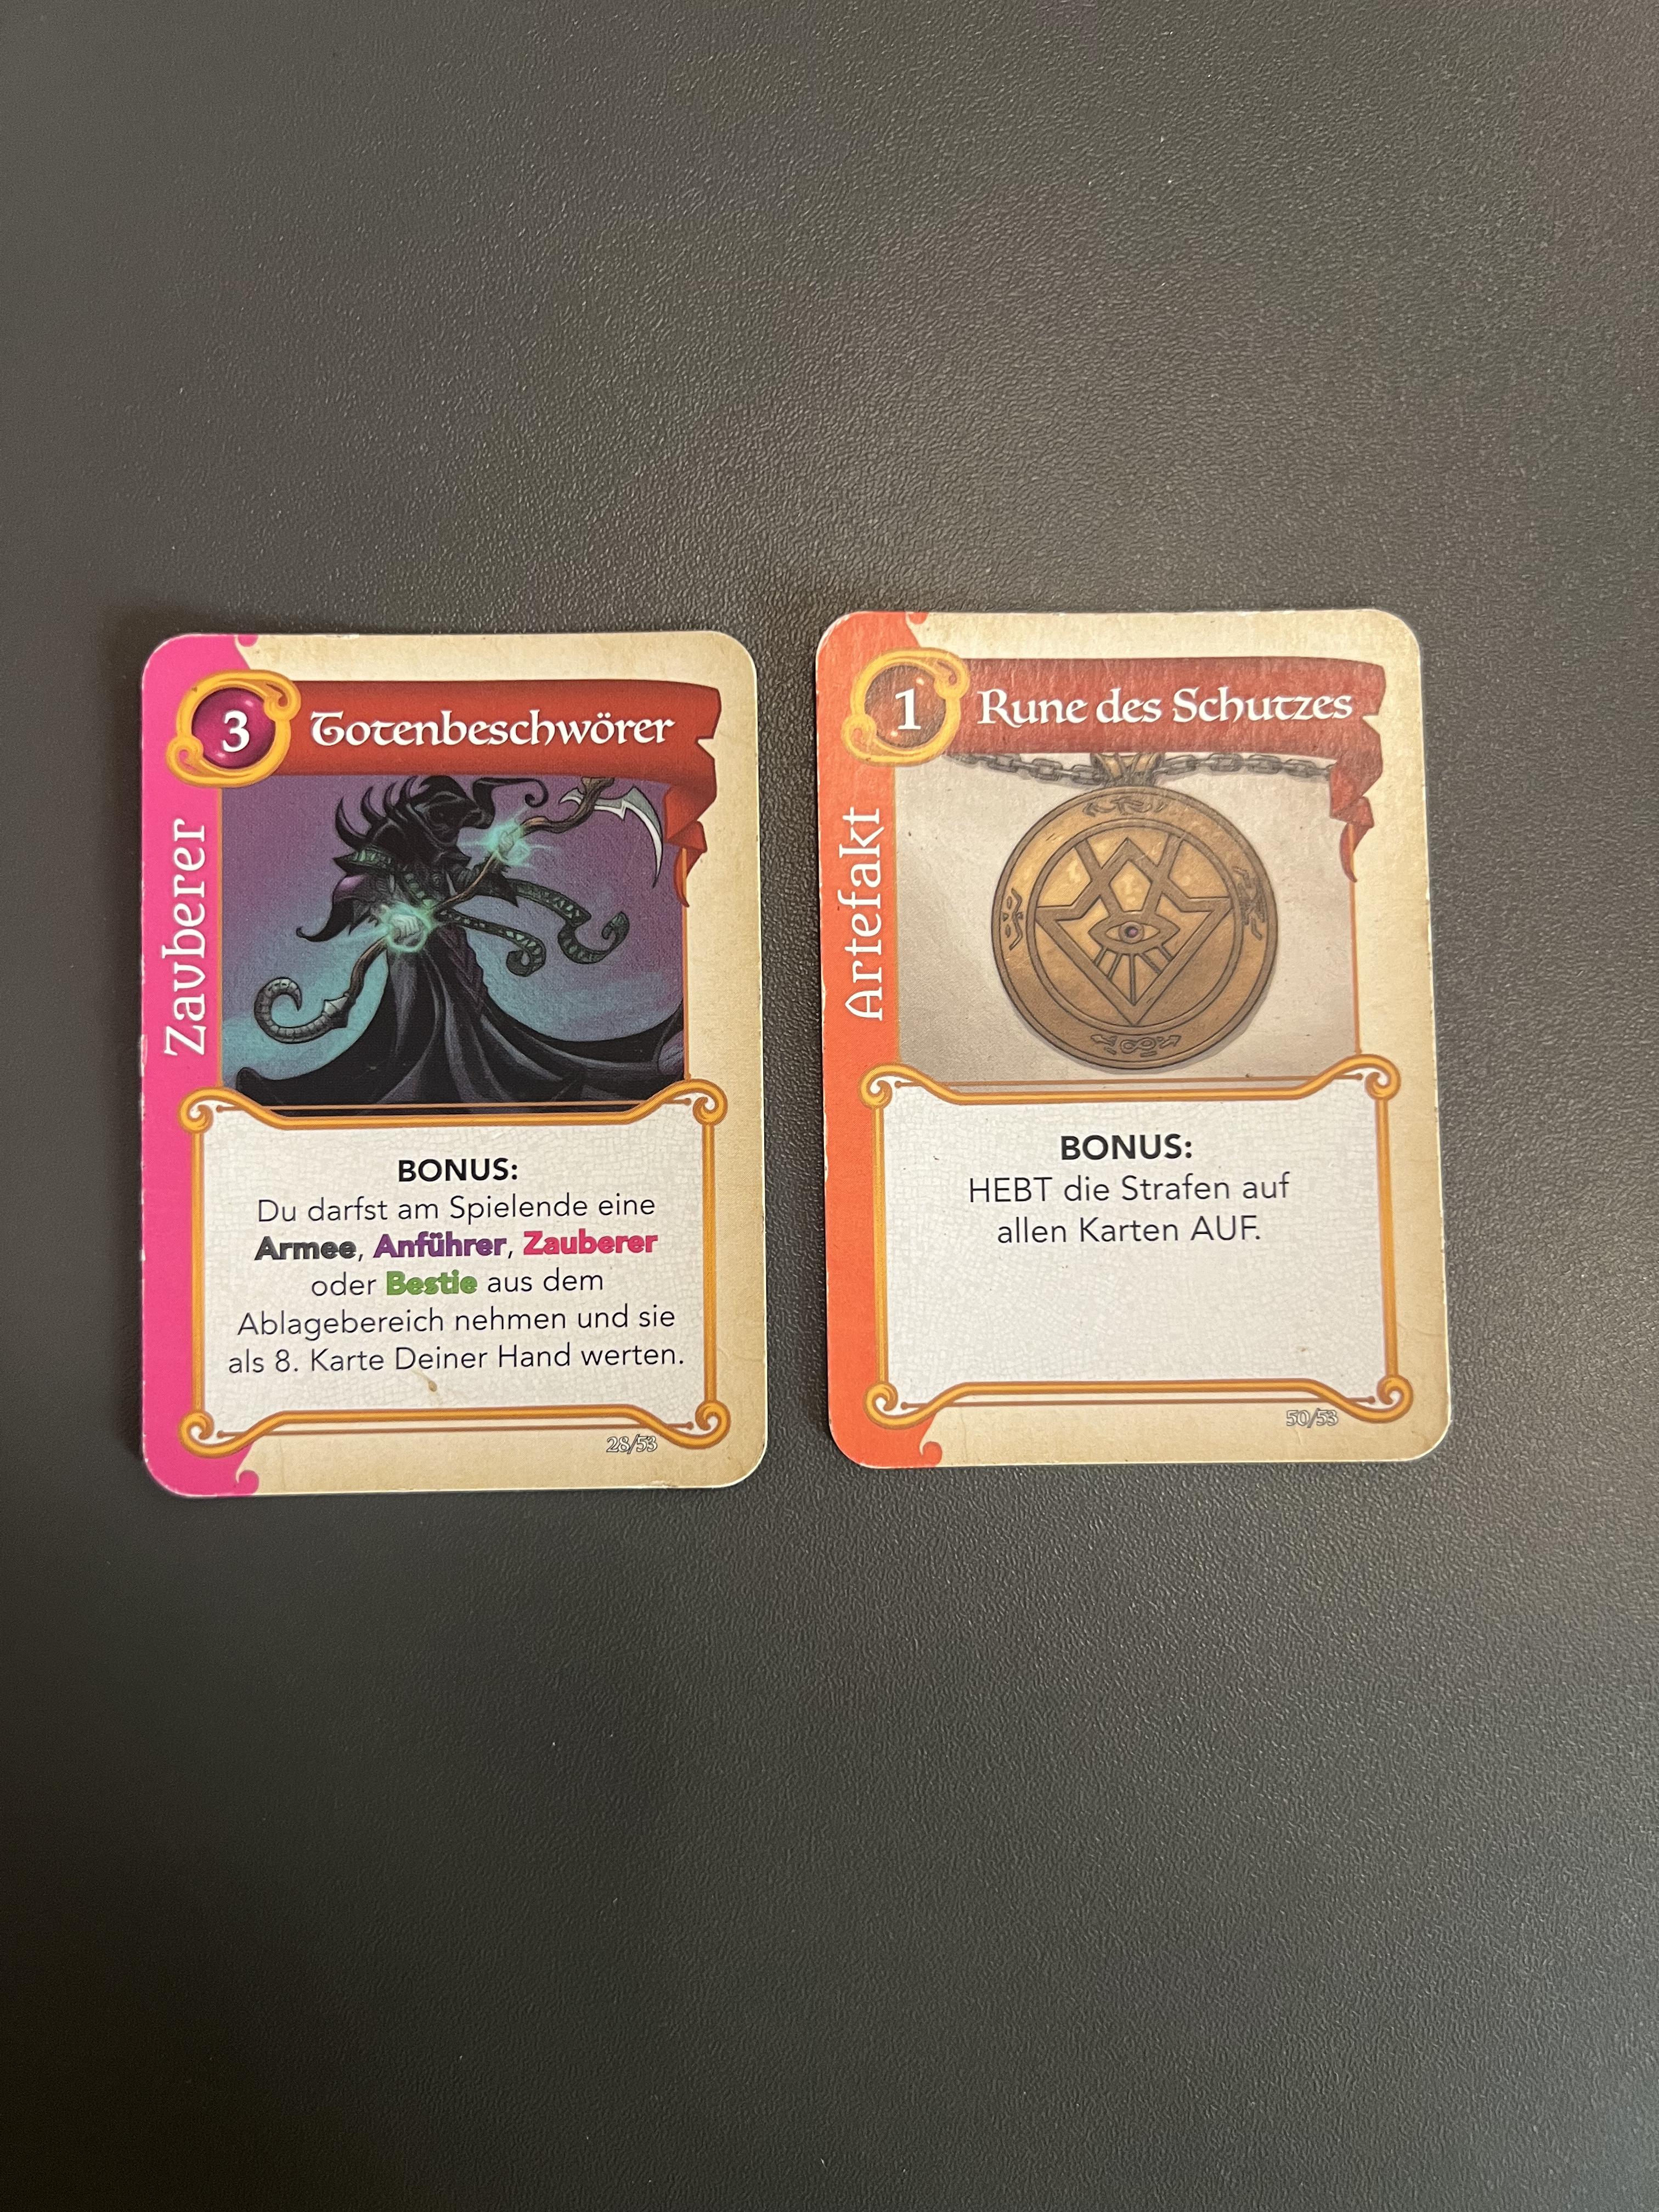 Zauberer
3
Totenbeschwörer
BONUS:
Du darfst am Spielende eine
Armee, Anführer, Zauberer
oder Bestie aus dem
Ablagebereich nehmen und sie
als 8. Karte Deiner Hand werten.
28/53
Artefakt
1
Rune des Schutzes
BONUS:
HEBT die Strafen auf
allen Karten AUF.
50/53